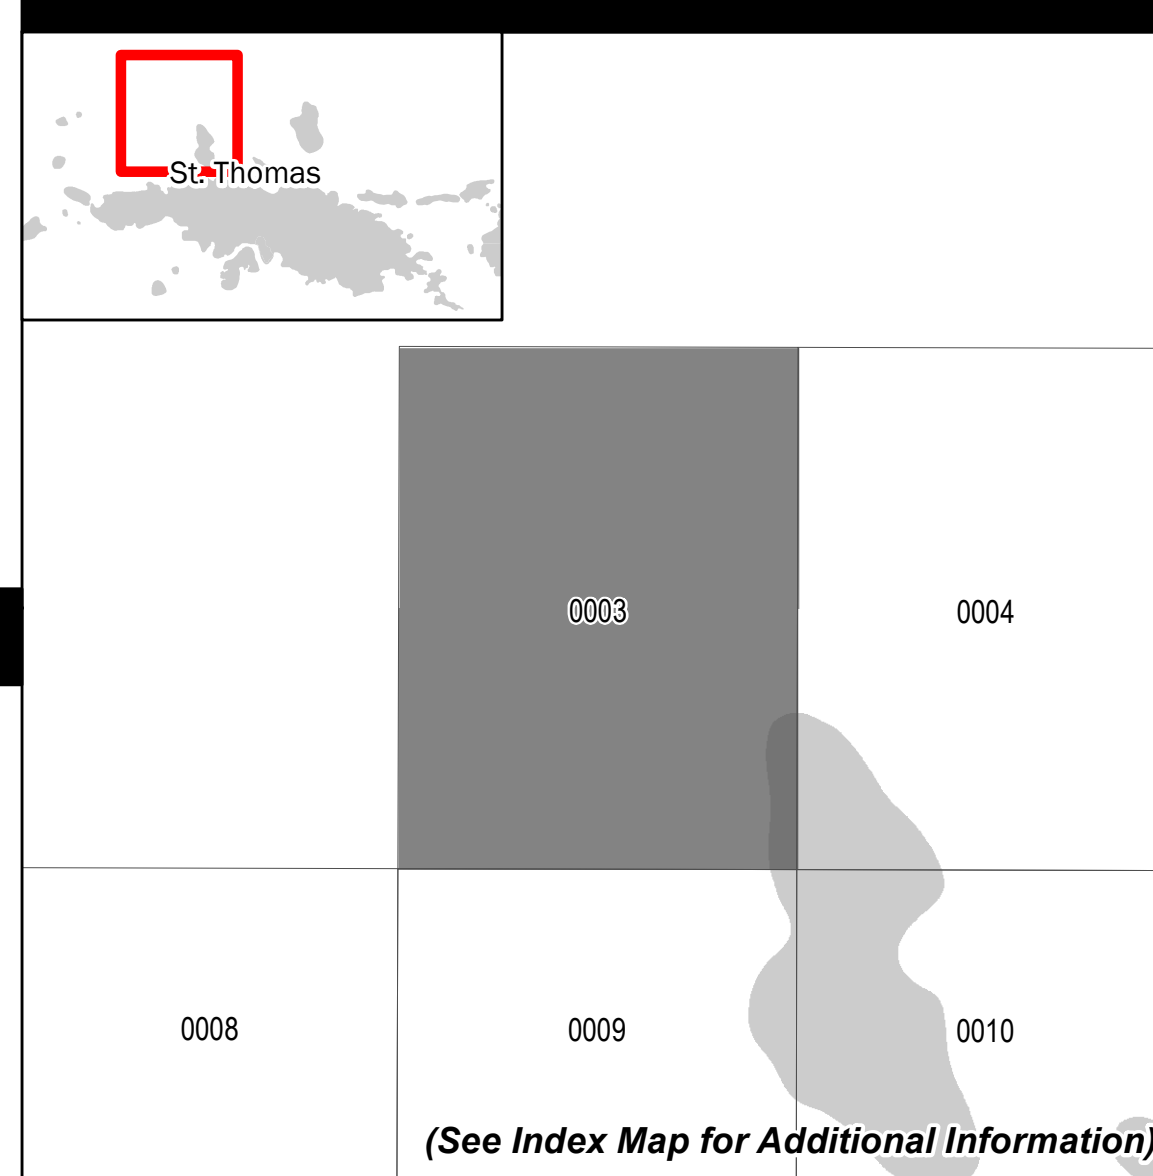 St. Thomas
0003
0004
0008
0009
0010
(See Index Map for Additional Information)